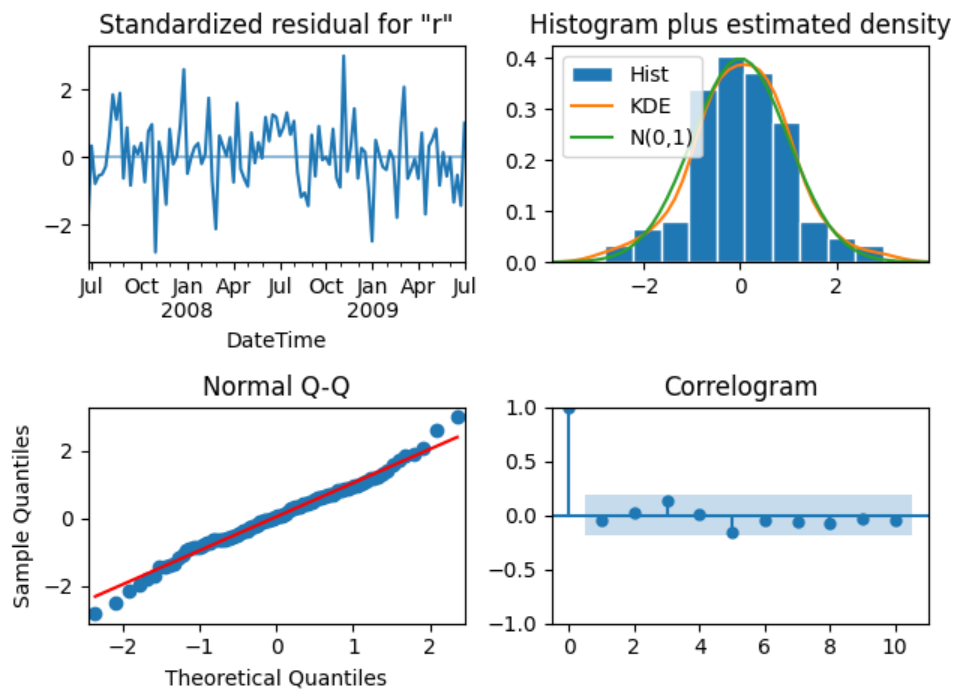 Standardized residual for "r"
2
0
−2
Jul Oct Jan Apr Jul Oct Jan Apr Jul
2008 2009
DateTime
Histogram plus estimated density
0.4
0.3
0.2
0.1
0.0
Hist
KDE
N(0,1)
−2 0 2
Normal Q-Q
Sample Quantiles
2
0
−2
−2 −1 0 1 2
Theoretical Quantiles
Correlogram
1.0
0.5
0.0
−0.5
−1.0
0 2 4 6 8 10